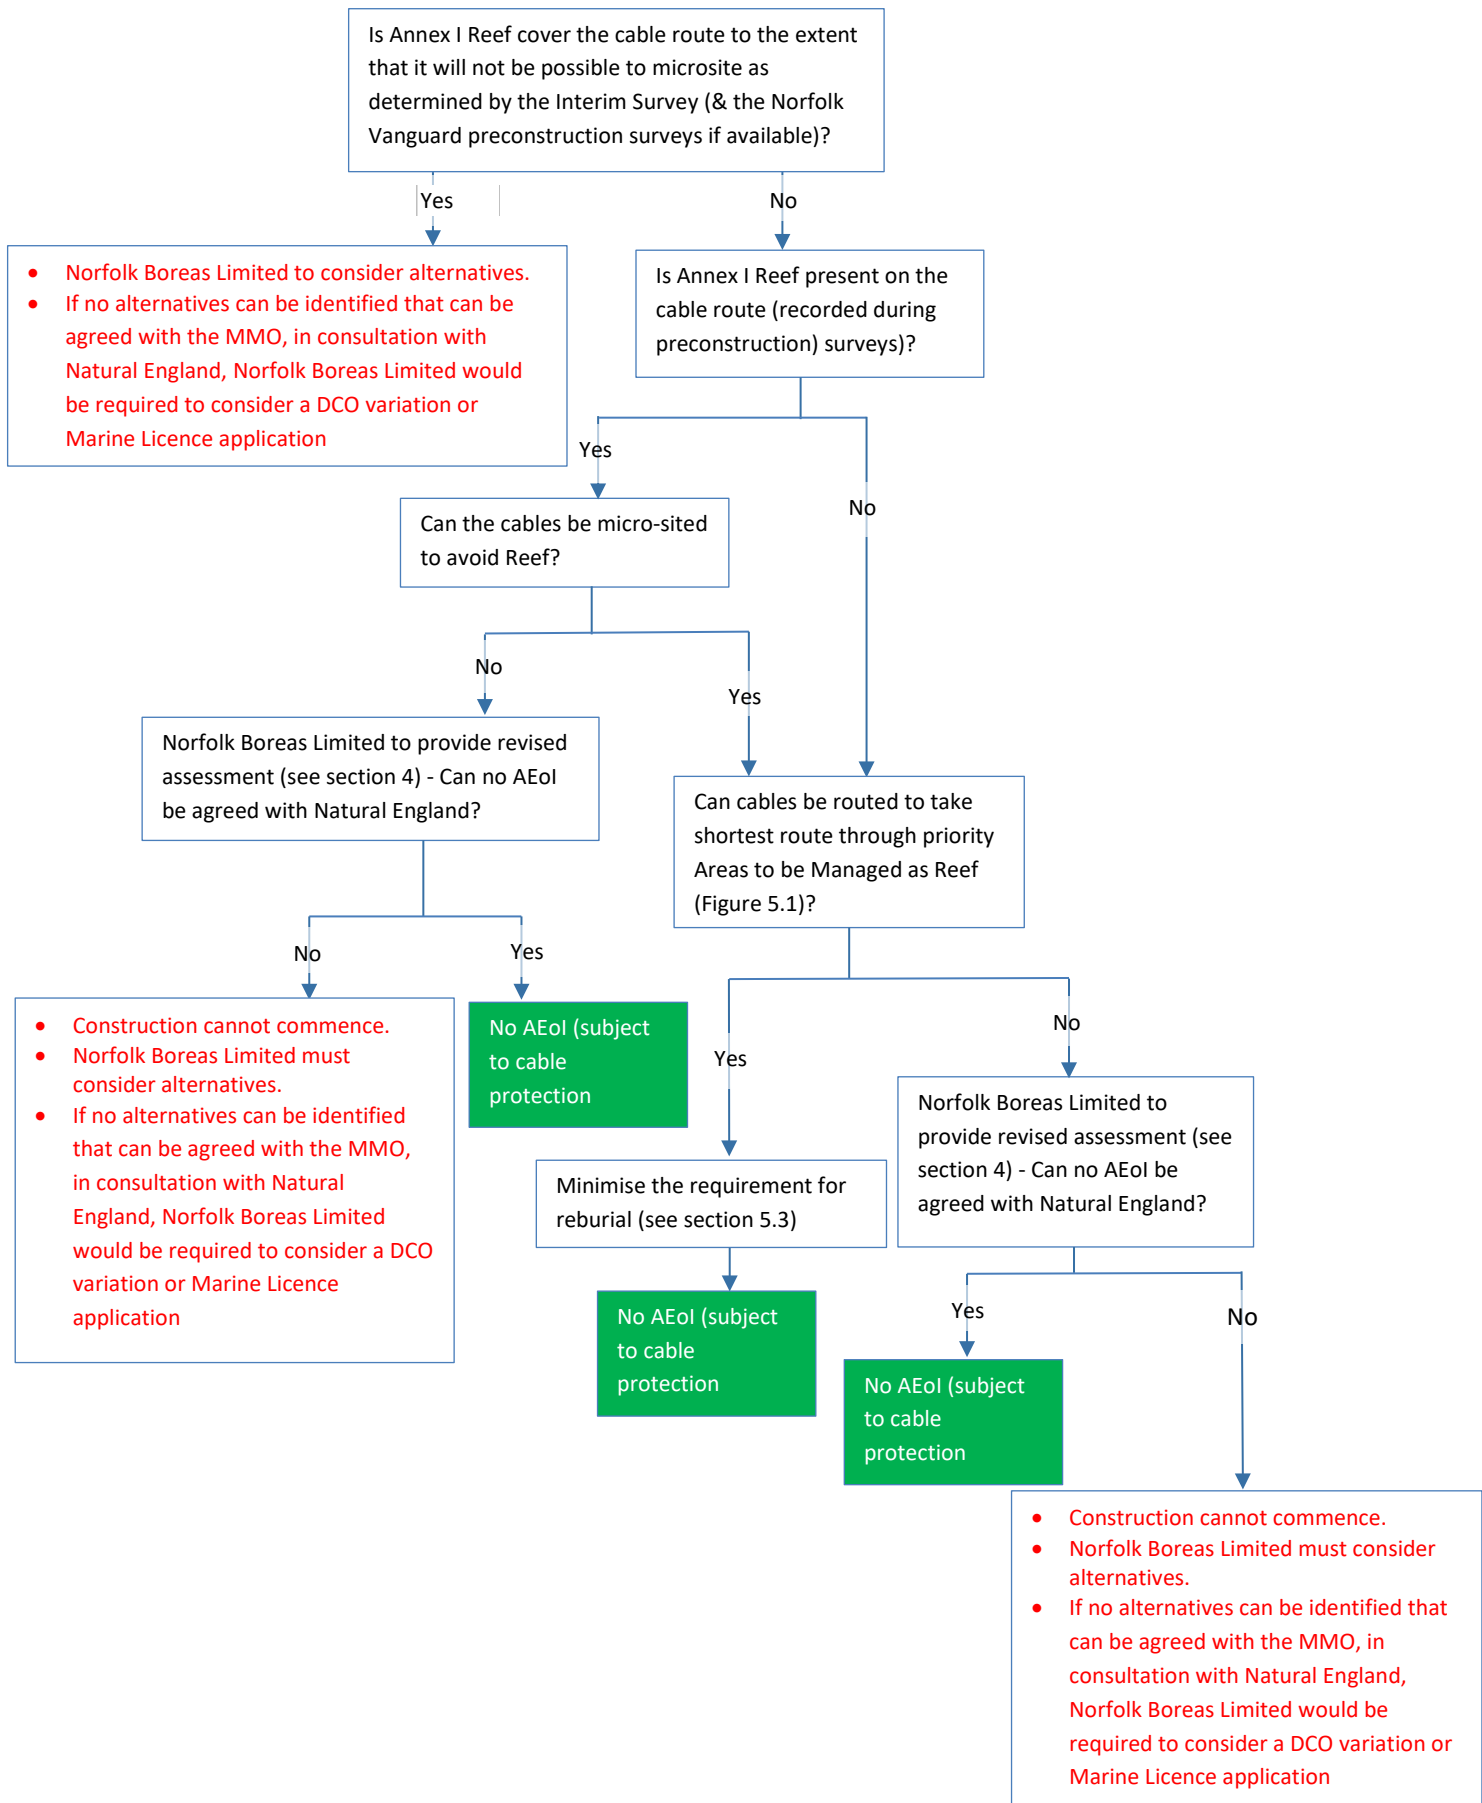 Is Annex I Reef cover the cable route to the extent
that it will not be possible to microsite as
determined by the Interim Survey (& the Norfolk
Vanguard preconstruction surveys if available)?
Yes
No
• Norfolk Boreas Limited to consider alternatives.
• If no alternatives can be identified that can be
agreed with the MMO, in consultation with
Natural England, Norfolk Boreas Limited would
be required to consider a DCO variation or
Marine Licence application
Is Annex I Reef present on the
cable route (recorded during
preconstruction) surveys)?
Yes
No
Can the cables be micro-sited
to avoid Reef?
No
Yes
Norfolk Boreas Limited to provide revised
assessment (see section 4) - Can no AEoI
be agreed with Natural England?
Can cables be routed to take
shortest route through priority
Areas to be Managed as Reef
(Figure 5.1)?
No
Yes
• Construction cannot commence.
• Norfolk Boreas Limited must
consider alternatives.
• If no alternatives can be identified
that can be agreed with the MMO,
in consultation with Natural
England, Norfolk Boreas Limited
would be required to consider a DCO
variation or Marine Licence
application
No AEoI (subject
to cable
protection
Yes
No
Minimise the requirement for
reburial (see section 5.3)
Norfolk Boreas Limited to
provide revised assessment (see
section 4) - Can no AEoI be
agreed with Natural England?
No AEoI (subject
to cable
protection
Yes
No
No AEoI (subject
to cable
protection
• Construction cannot commence.
• Norfolk Boreas Limited must consider
alternatives.
• If no alternatives can be identified that
can be agreed with the MMO, in
consultation with Natural England,
Norfolk Boreas Limited would be
required to consider a DCO variation or
Marine Licence application